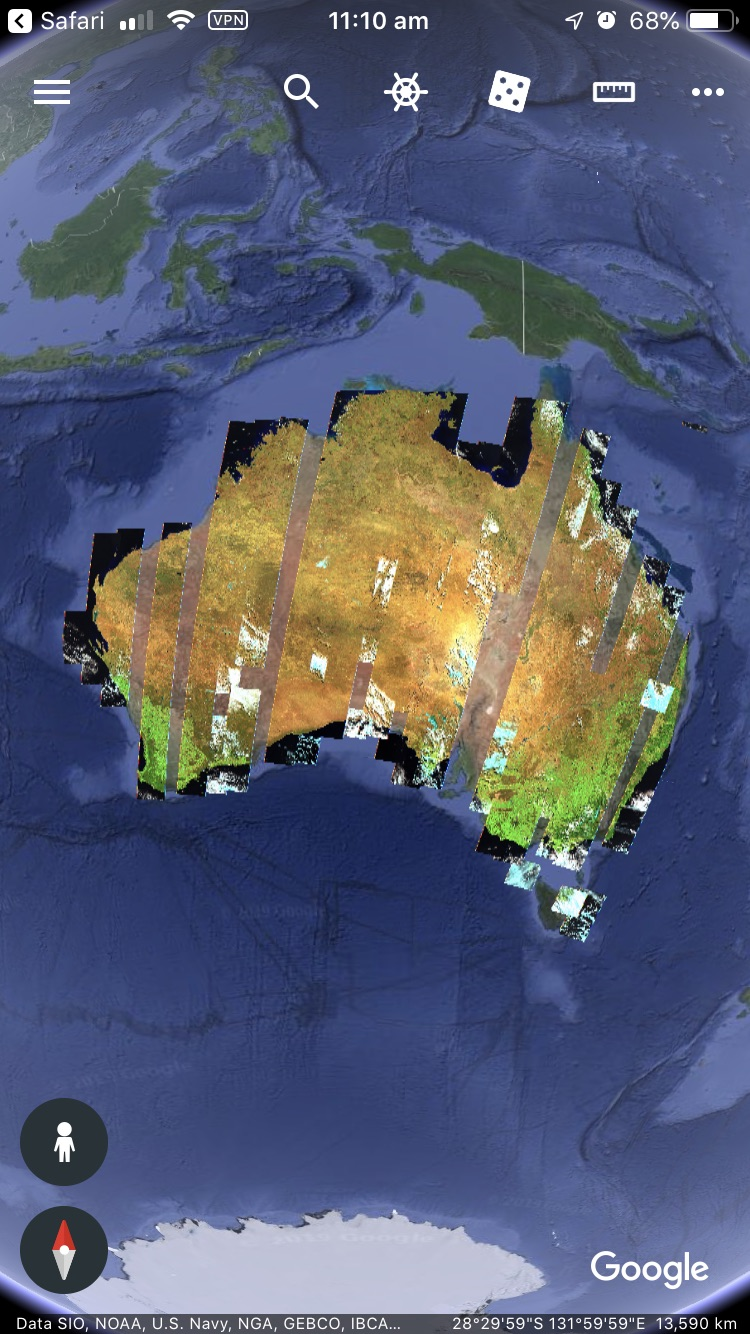 Safari VPN 11:10 am 68%
Google
Data SIO, NOAA, U.S. Navy, NGA, GEBCO, IBCA... 28°29'59"S 131°59'59"E 13,590 km